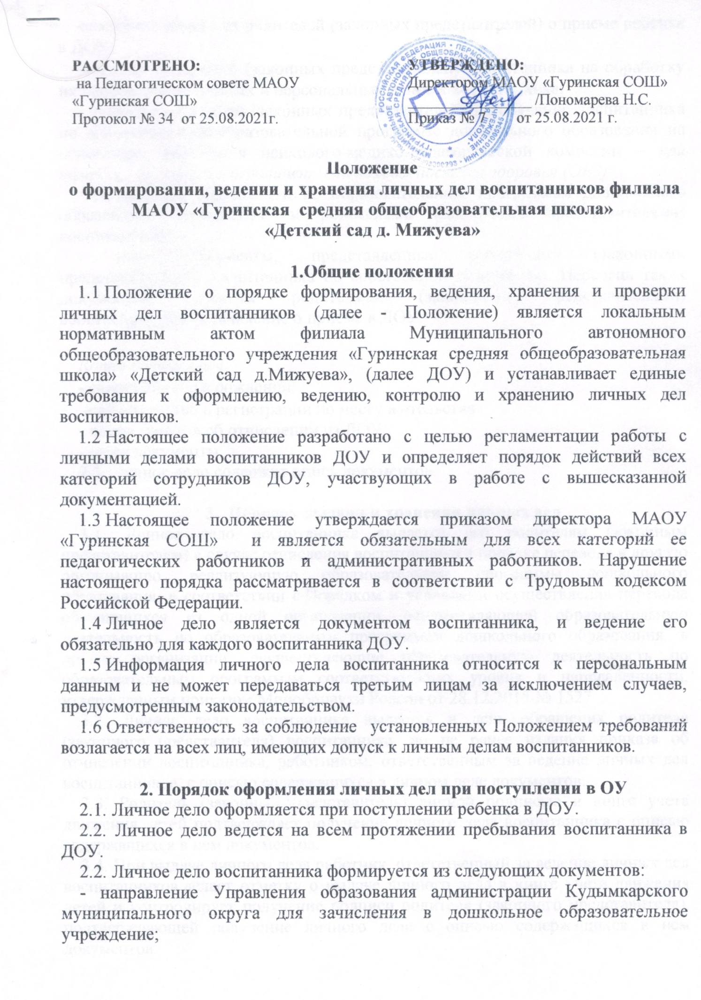 РАССМОТРЕНО:
на Педагогическом совете МАОУ
«Гуринская СОШ»
Протокол № 34 от 25.08.2021г.
УТВЕРЖДЕНО:
Директором МАОУ «Гуринская СОШ»
/Пономарева Н.С.
Приказ № 7 от 25.08.2021 г.
Положение
о формировании, ведении и хранения личных дел воспитанников филиала
МАОУ «Гуринская средняя общеобразовательная школа»
«Детский сад д. Мижуева»
1.Общие положения
1.1 Положение о порядке формирования, ведения, хранения и проверки
личных дел воспитанников (далее - Положение) является локальным
нормативным актом филиала Муниципального автономного
общеобразовательного учреждения «Гуринская средняя общеобразовательная
школа» «Детский сад д.Мижуева», (далее ДОУ) и устанавливает единые
требования к оформлению, ведению, контролю и хранению личных дел
воспитанников.
1.2 Настоящее положение разработано с целью регламентации работы с
личными делами воспитанников ДОУ и определяет порядок действий всех
категорий сотрудников ДОУ, участвующих в работе с вышесказанной
документацией.
1.3 Настоящее положение утверждается приказом директора МАОУ
«Гуринская СОШ» и является обязательным для всех категорий ее
педагогических работников и административных работников. Нарушение
настоящего порядка рассматривается в соответствии с Трудовым кодексом
Российской Федерации.
1.4 Личное дело является документом воспитанника, и ведение его
обязательно для каждого воспитанника ДОУ.
1.5 Информация личного дела воспитанника относится к персональным
данным и не может передаваться третьим лицам за исключением случаев,
предусмотренным законодательством.
1.6 Ответственность за соблюдение установленных Положением требований
возлагается на всех лиц, имеющих допуск к личным делам воспитанников.
2. Порядок оформления личных дел при поступлении в ОУ
2.1. Личное дело оформляется при поступлении ребенка в ДОУ.
2.2. Личное дело ведется на всем протяжении пребывания воспитанника в
ДОУ.
2.2. Личное дело воспитанника формируется из следующих документов:
- направление Управления образования администрации Кудымкарского
муниципального округа для зачисления в дошкольное образовательное
учреждение;